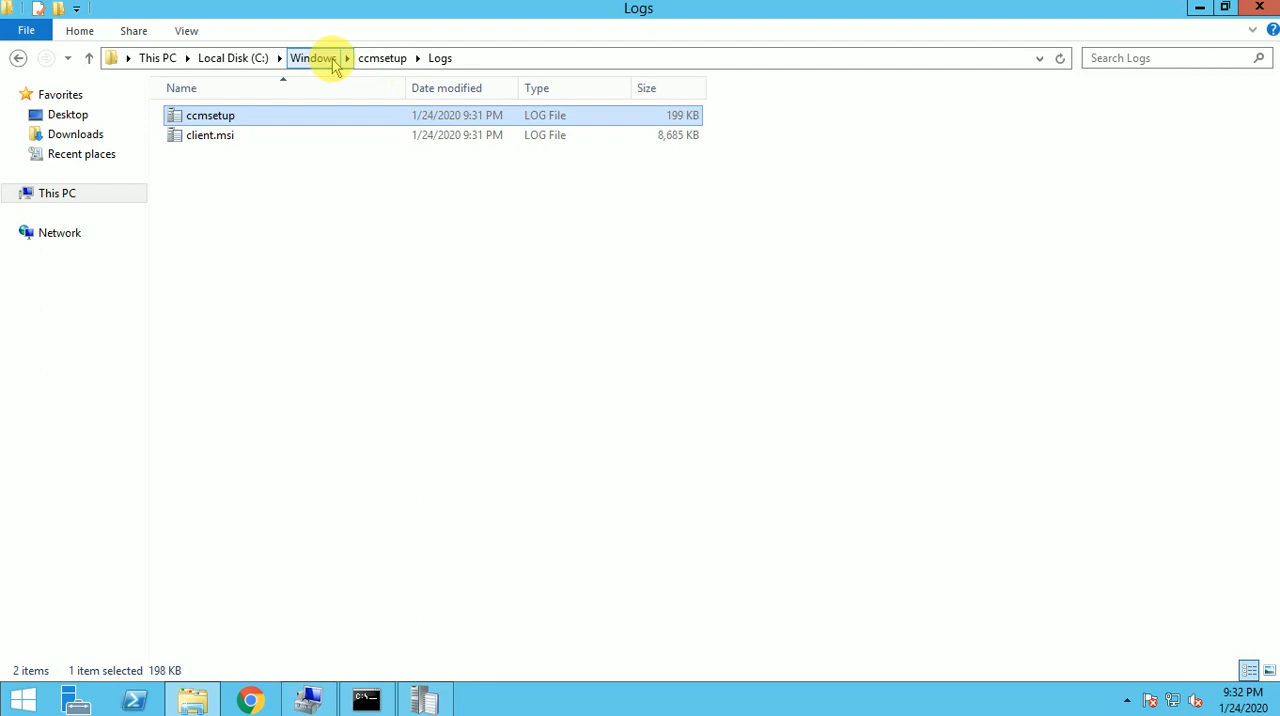 Logs
File Home Share View
This PC Local Disk (C:) Windows ccmsetup Logs
Search Logs
Name Date modified Type Size
Favorites
Desktop
Downloads
Recent places
This PC
Network
ccmsetup 1/24/2020 9:31 PM LOG File 199 KB
client.msi 1/24/2020 9:31 PM LOG File 8,685 KB
2 items 1 item selected 198 KB
C:\
9:32 PM
1/24/2020